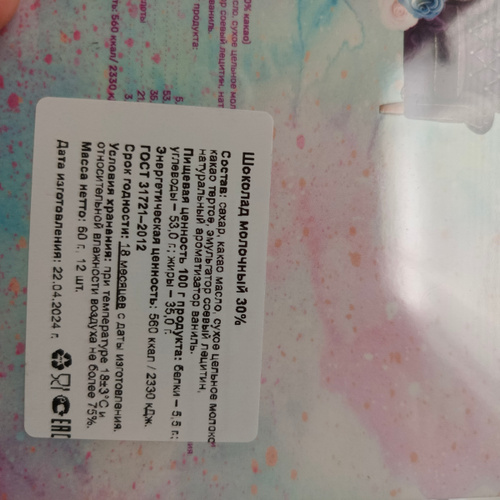 Шоколад молочный 30%
Состав: сахар, какао масло, сухое цельное молоко
какао тертое, эмульгатор соевый лецитин,
натуральный ароматизатор ваниль.
Пищевая ценность 100 г продукта: белки – 5,5 г.;
углеводы – 53,0 г.; жиры – 35,0 г.
Энергетическая ценность: 560 ккал / 2330 кДж.
ГОСТ 31721-2012
Срок годности: 18 месяцев с даты изготовления.
Условия хранения: при температуре 18±3°С и
относительной влажности воздуха не более 75%.
Масса нетто: 60 г. 12 шт.
Дата изготовления: 22.04.2024 г.
EAC